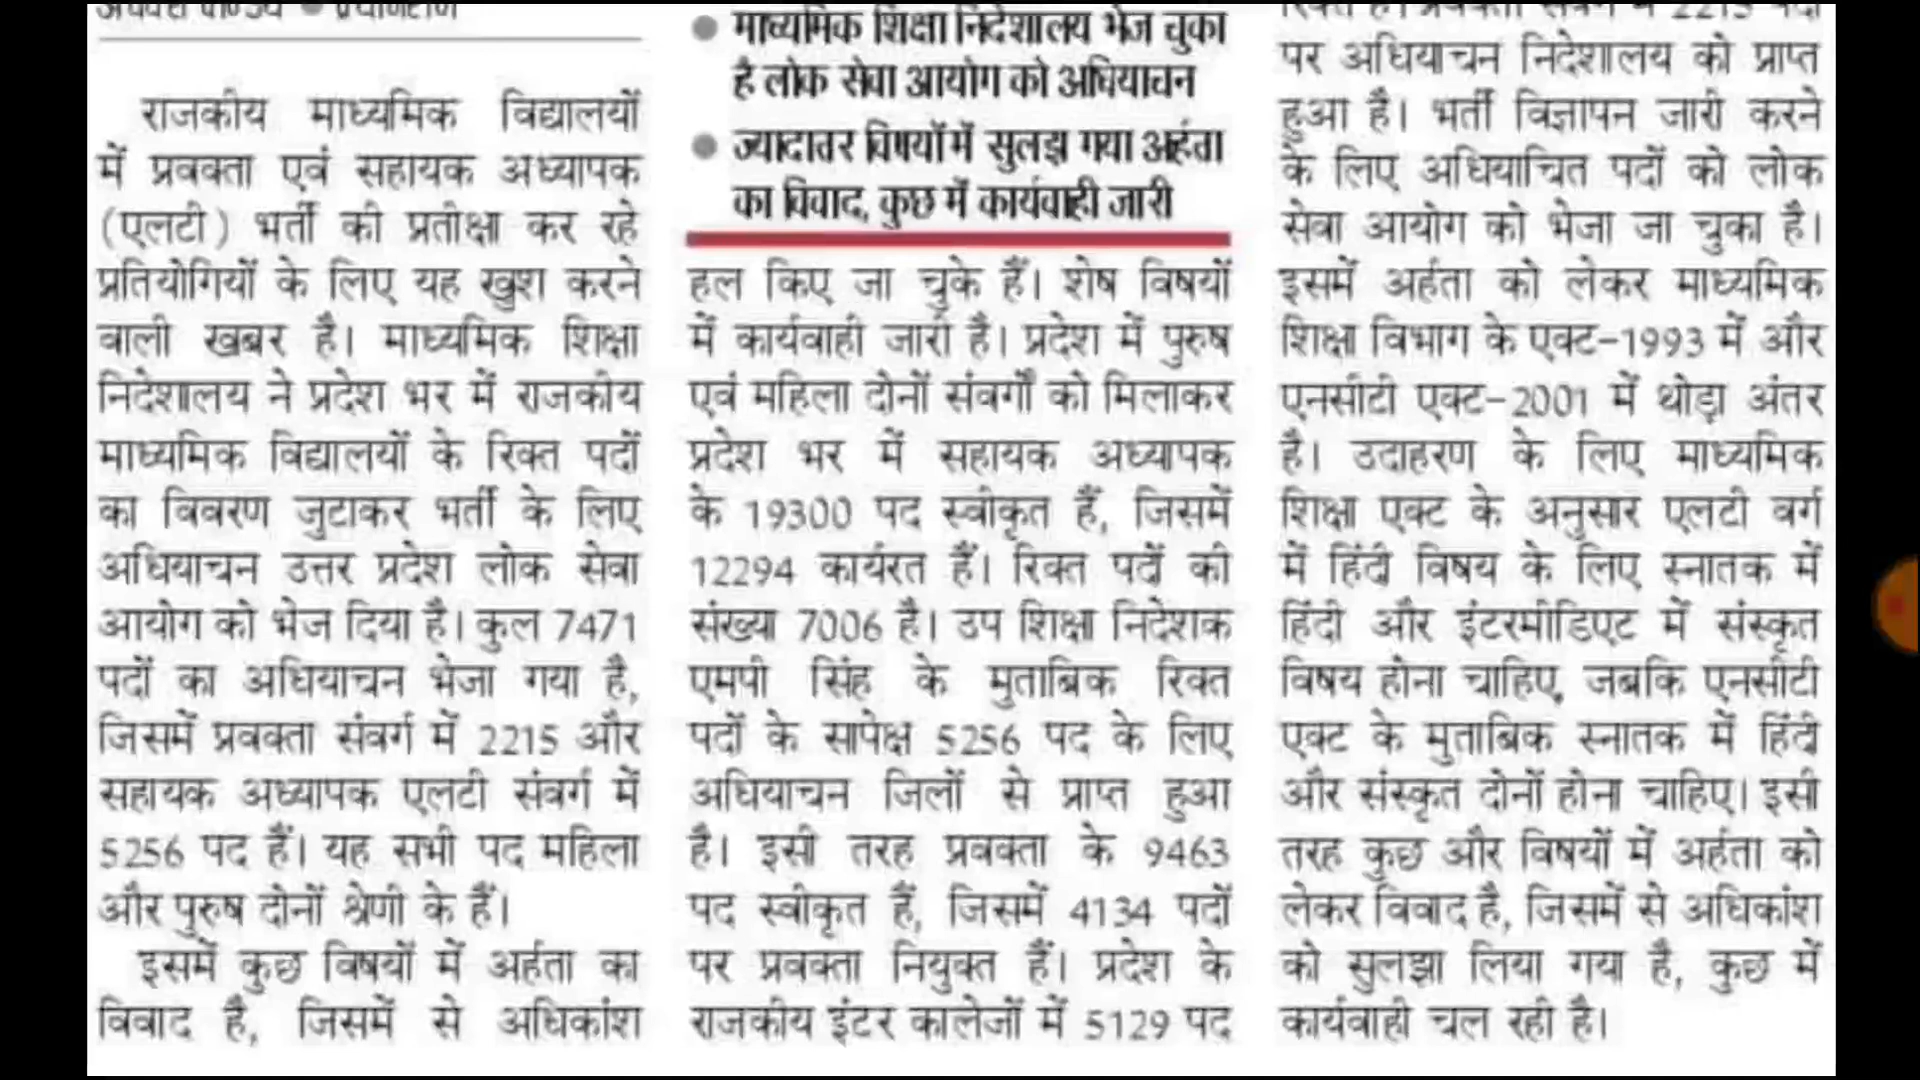 राजकीय माध्यमिक विद्यालयों
में प्रवक्ता एवं सहायक अध्यापक
(एलटी) भर्ती की प्रतीक्षा कर रहे
प्रतियोगियों के लिए यह खुश करने
वाली खबर है। माध्यमिक शिक्षा
निदेशालय ने प्रदेश भर में राजकीय
माध्यमिक विद्यालयों के रिक्त पदों
का विवरण जुटाकर भर्ती के लिए
अधियाचन उत्तर प्रदेश लोक सेवा
आयोग को भेज दिया है। कुल 7471
पदों का अधियाचन भेजा गया है,
जिसमें प्रवक्ता संवर्ग में 2215 और
सहायक अध्यापक एलटी संवर्ग में
5256 पद हैं। यह सभी पद महिला
और पुरुष दोनों श्रेणी के हैं।
इसमें कुछ विषयों में अर्हता का
विवाद है, जिसमें से अधिकांश
● माध्यमिक शिक्षा निदेशालय भेज चुका
है लोक सेवा आयोग को अधियाचन
● ज्यादातर विषयों में सुलझ गया अर्हता
का विवाद, कुछ में कार्यवाही जारी
हल किए जा चुके हैं। शेष विषयों
में कार्यवाही जारी है। प्रदेश में पुरुष
एवं महिला दोनों संवर्गों को मिलाकर
प्रदेश भर में सहायक अध्यापक
के 19300 पद स्वीकृत हैं, जिसमें
12294 कार्यरत हैं। रिक्त पदों की
संख्या 7006 है। उप शिक्षा निदेशक
एमपी सिंह के मुताबिक रिक्त
पदों के सापेक्ष 5256 पद के लिए
अधियाचन जिलों से प्राप्त हुआ
है। इसी तरह प्रवक्ता के 9463
पद स्वीकृत हैं, जिसमें 4134 पदों
पर प्रवक्ता नियुक्त हैं। प्रदेश के
राजकीय इंटर कालेजों में 5129 पद
पर अधियाचन निदेशालय को प्राप्त
हुआ है। भर्ती विज्ञापन जारी करने
के लिए अधियाचित पदों को लोक
सेवा आयोग को भेजा जा चुका है।
इसमें अर्हता को लेकर माध्यमिक
शिक्षा विभाग के एक्ट-1993 में और
एनसीटी एक्ट-2001 में थोड़ा अंतर
है। उदाहरण के लिए माध्यमिक
शिक्षा एक्ट के अनुसार एलटी वर्ग
में हिंदी विषय के लिए स्नातक में
हिंदी और इंटरमीडिएट में संस्कृत
विषय होना चाहिए, जबकि एनसीटी
एक्ट के मुताबिक स्नातक में हिंदी
और संस्कृत दोनों होना चाहिए। इसी
तरह कुछ और विषयों में अर्हता को
लेकर विवाद है, जिसमें से अधिकांश
को सुलझा लिया गया है, कुछ में
कार्यवाही चल रही है।